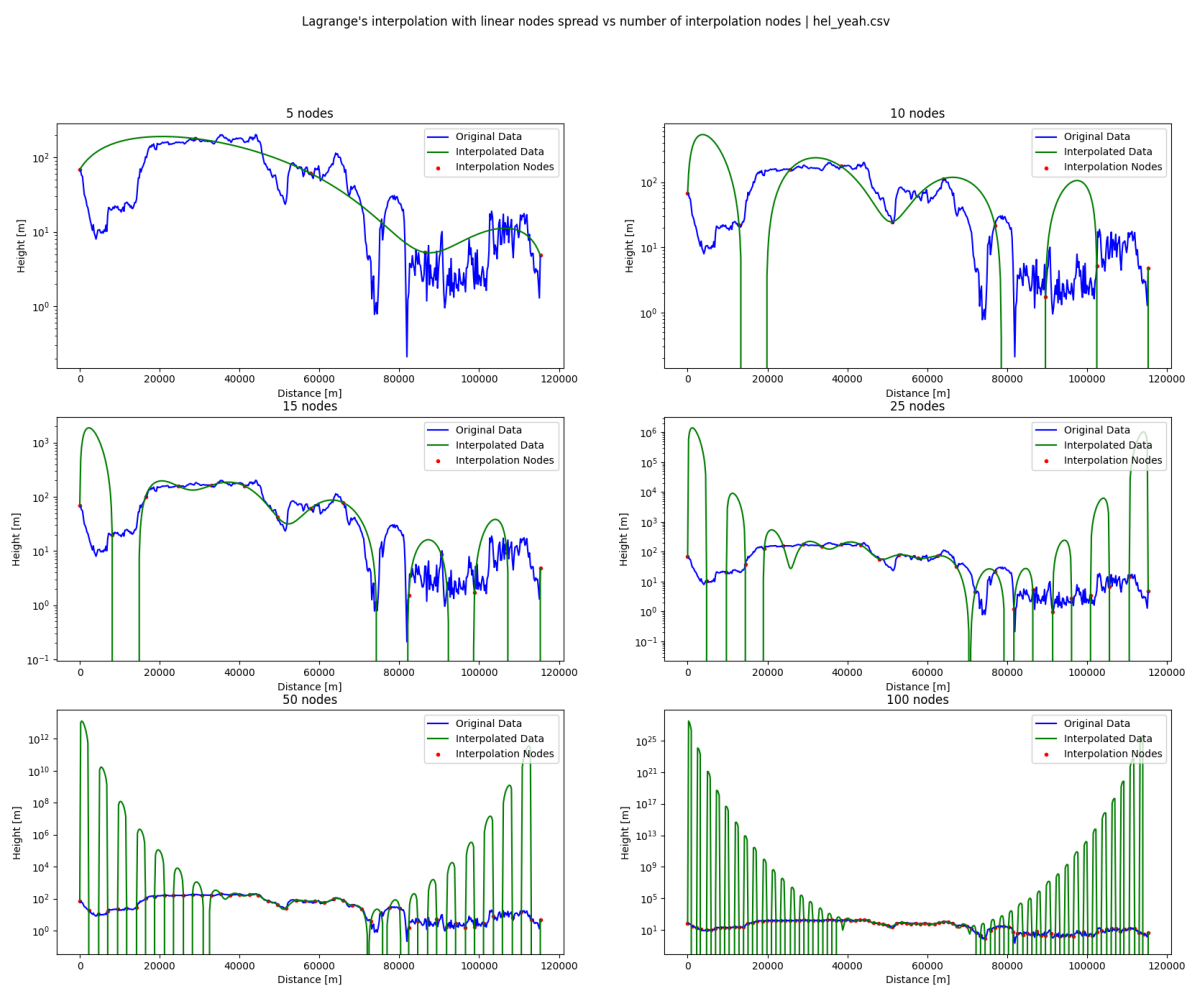 Lagrange's interpolation with linear nodes spread vs number of interpolation nodes | hel_yeah.csv
5 nodes
Original Data
Interpolated Data
Interpolation Nodes
Height [m]
10²
10¹
10⁰
0 20000 40000 60000 80000 100000 120000
Distance [m]
10 nodes
Original Data
Interpolated Data
Interpolation Nodes
Height [m]
10²
10¹
10⁰
0 20000 40000 60000 80000 100000 120000
Distance [m]
15 nodes
Original Data
Interpolated Data
Interpolation Nodes
Height [m]
10³
10²
10¹
10⁰
10⁻¹
0 20000 40000 60000 80000 100000 120000
Distance [m]
25 nodes
Original Data
Interpolated Data
Interpolation Nodes
Height [m]
10⁶
10⁵
10⁴
10³
10²
10¹
10⁰
10⁻¹
0 20000 40000 60000 80000 100000 120000
Distance [m]
50 nodes
Original Data
Interpolated Data
Interpolation Nodes
Height [m]
10¹²
10¹⁰
10⁸
10⁶
10⁴
10²
10⁰
0 20000 40000 60000 80000 100000 120000
Distance [m]
100 nodes
Original Data
Interpolated Data
Interpolation Nodes
Height [m]
10²⁵
10²¹
10¹⁷
10¹³
10⁹
10⁵
10¹
0 20000 40000 60000 80000 100000 120000
Distance [m]